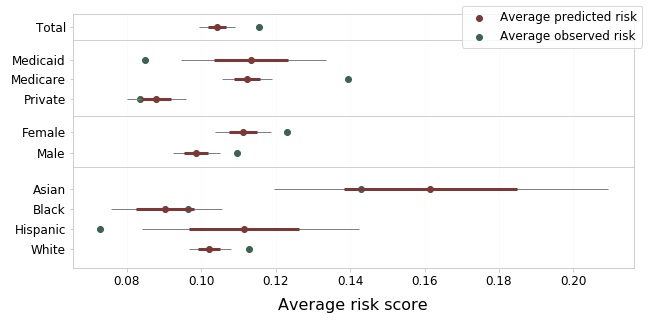 Average predicted risk
Average observed risk
Total
Medicaid
Medicare
Private
Female
Male
Asian
Black
Hispanic
White
0.08 0.10 0.12 0.14 0.16 0.18 0.20
Average risk score